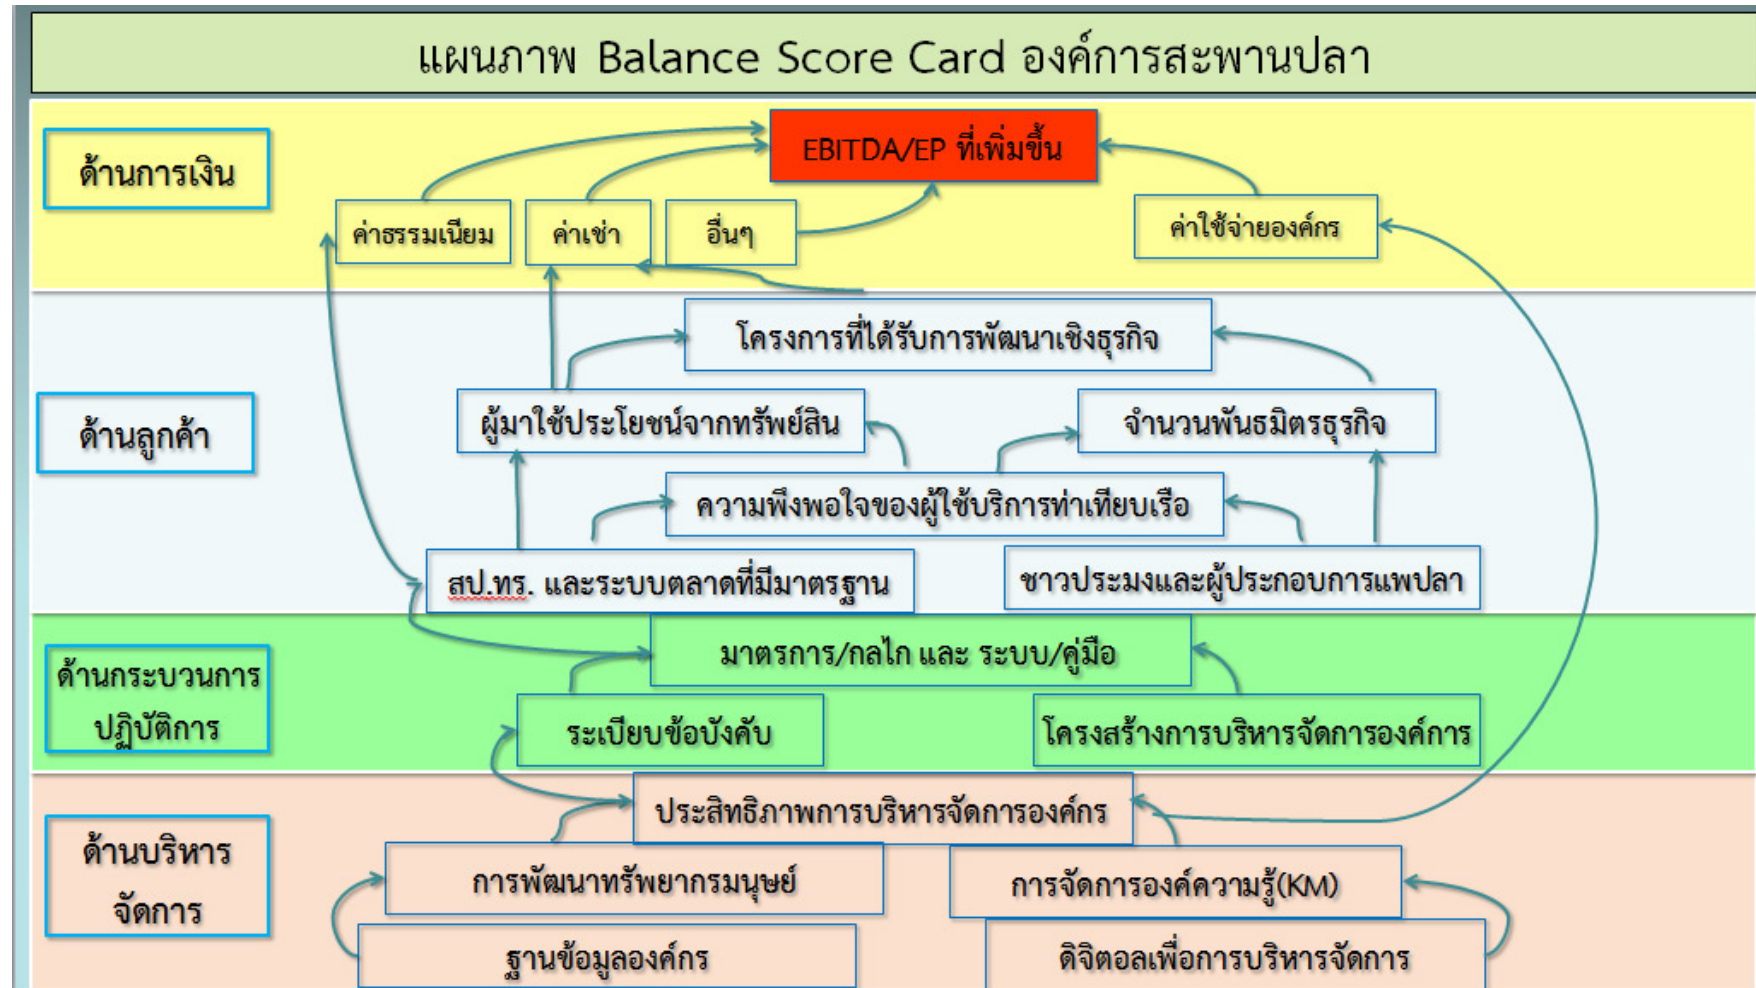 แผนภาพ Balance Score Card องค์การสะพานปลา
ด้านการเงิน
EBITDA/EP ที่เพิ่มขึ้น
ค่าธรรมเนียม
ค่าเช่า
อื่นๆ
ค่าใช้จ่ายองค์กร
ด้านลูกค้า
โครงการที่ได้รับการพัฒนาเชิงธุรกิจ
ผู้มาใช้ประโยชน์จากทรัพย์สิน
จำนวนพันธมิตรธุรกิจ
ความพึงพอใจของผู้ใช้บริการท่าเทียบเรือ
สป.ทร. และระบบตลาดที่มีมาตรฐาน
ชาวประมงและผู้ประกอบการแพปลา
ด้านกระบวนการ
ปฏิบัติการ
มาตรการ/กลไก และ ระบบ/คู่มือ
ระเบียบข้อบังคับ
โครงสร้างการบริหารจัดการองค์การ
ด้านบริหาร
จัดการ
ประสิทธิภาพการบริหารจัดการองค์กร
การพัฒนาทรัพยากรมนุษย์
การจัดการองค์ความรู้(KM)
ฐานข้อมูลองค์กร
ดิจิตอลเพื่อการบริหารจัดการ